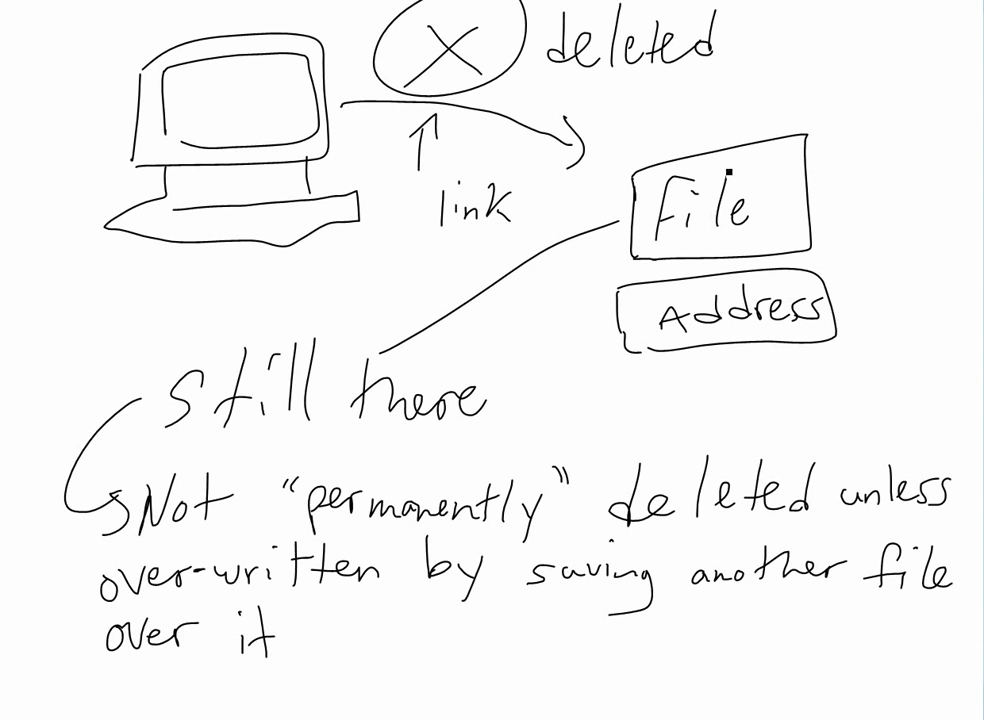 deleted
link
File
Address
still there
Not "permanently" deleted unless
over-written by saving another file
over it